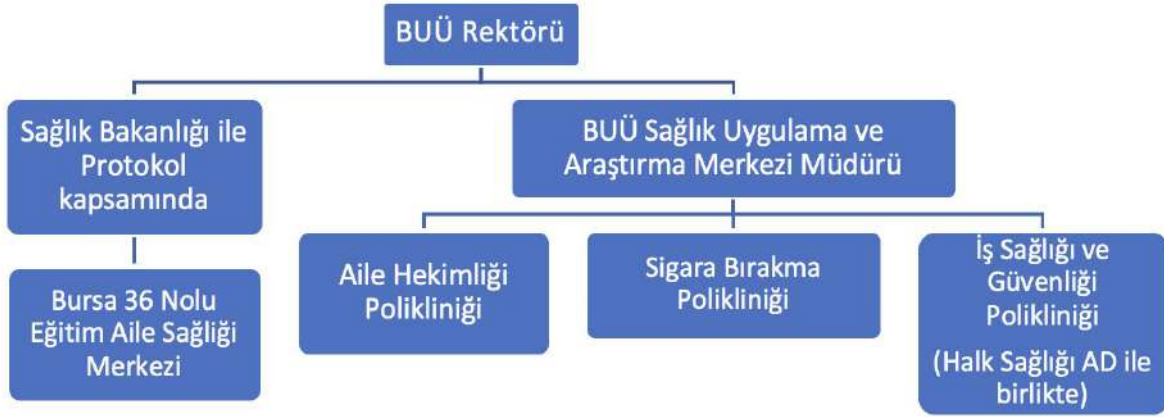 BUÜ Rektörü
Sağlık Bakanlığı ile
Protokol
kapsamında
BUÜ Sağlık Uygulama ve
Araştırma Merkezi Müdürü
Bursa 36 Nolu
Eğitim Aile Sağliği
Merkezi
Aile Hekimliği
Polikliniği
Sigara Bırakma
Polikliniği
İş Sağlığı ve
Güvenliği
Polikliniği
(Halk Sağlığı AD ile
birlikte)